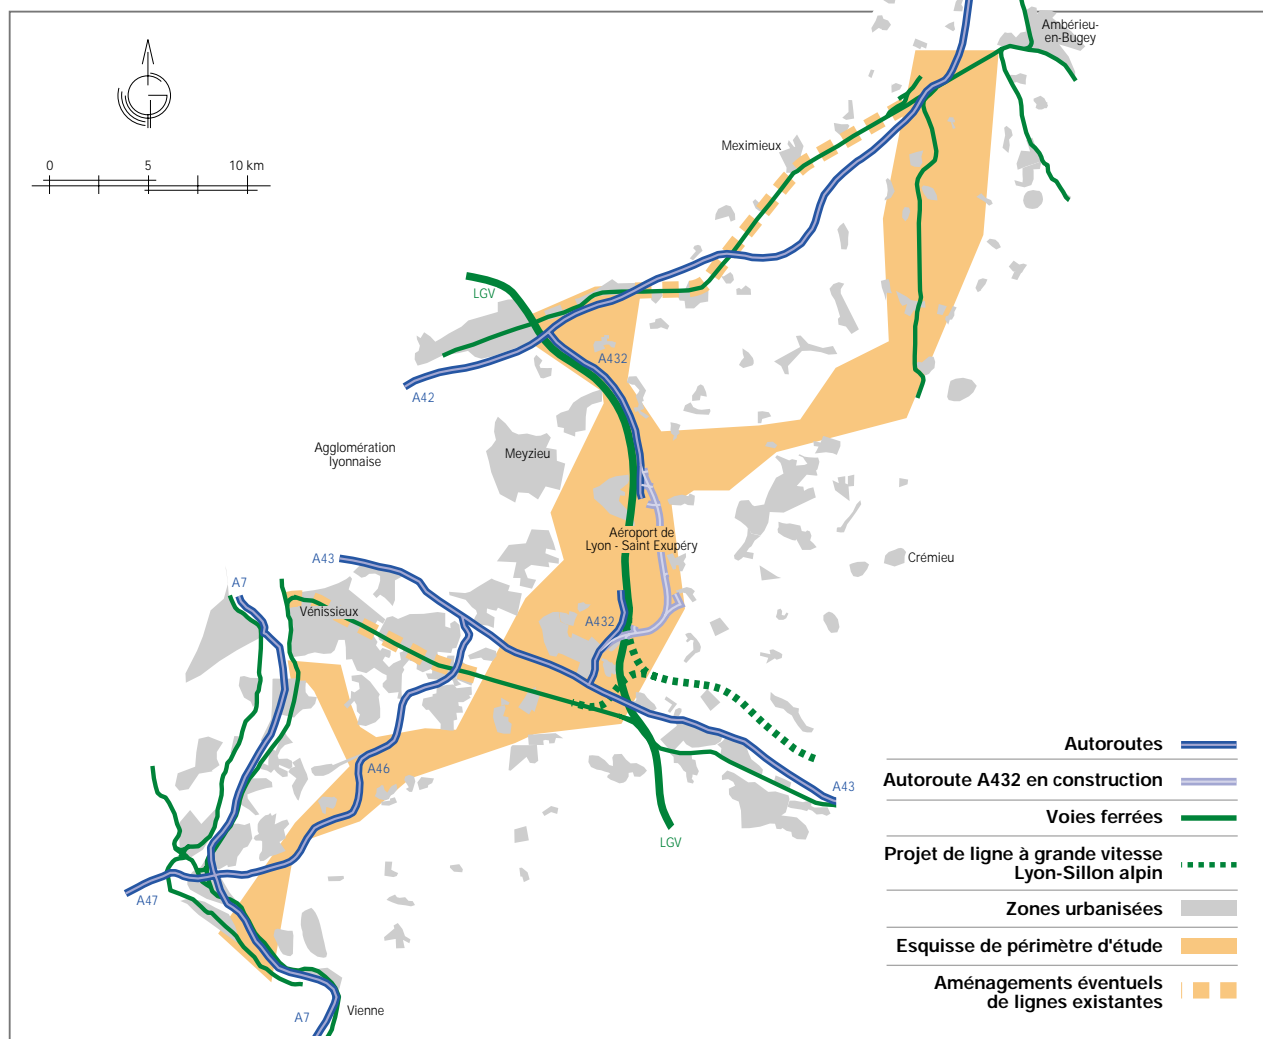 Ambérieu-
en-Bugey
0
5
10 km
Meximieux
LGV
A432
A42
Agglomération
lyonnaise
Meyzieu
Aéroport de
Lyon - Saint Exupéry
A43
Crémieu
A7
Vénissieux
A432
A46
A43
LGV
A47
A7
Vienne
Autoroutes
Autoroute A432 en construction
Voies ferrées
Projet de ligne à grande vitesse
Lyon-Sillon alpin
Zones urbanisées
Esquisse de périmètre d'étude
Aménagements éventuels
de lignes existantes